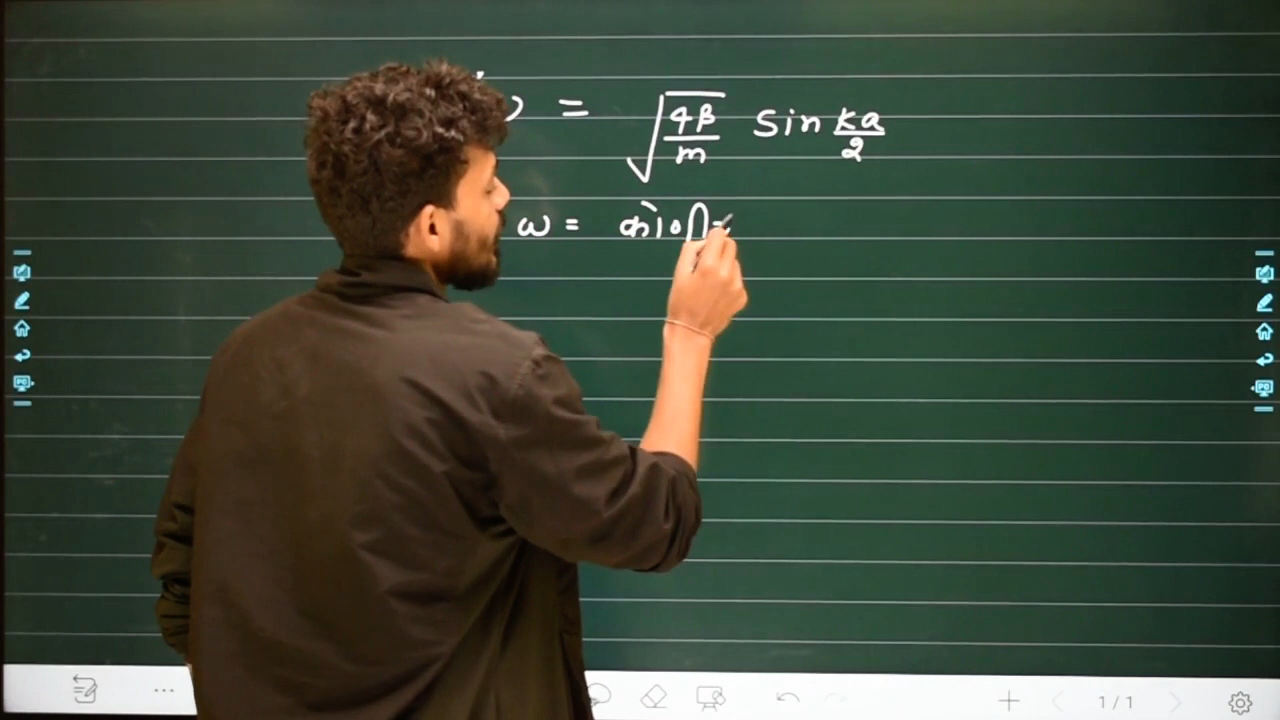 = √(4β/m) Sin ka/2
ω =
1/1